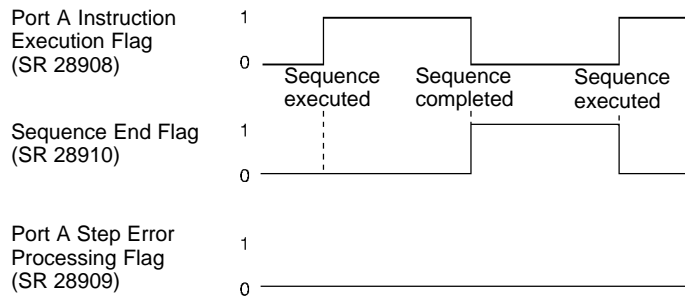 Port A Instruction
Execution Flag
(SR 28908)
1
0
Sequence
executed
Sequence
completed
Sequence
executed
Sequence End Flag
(SR 28910)
1
0
Port A Step Error
Processing Flag
(SR 28909)
1
0